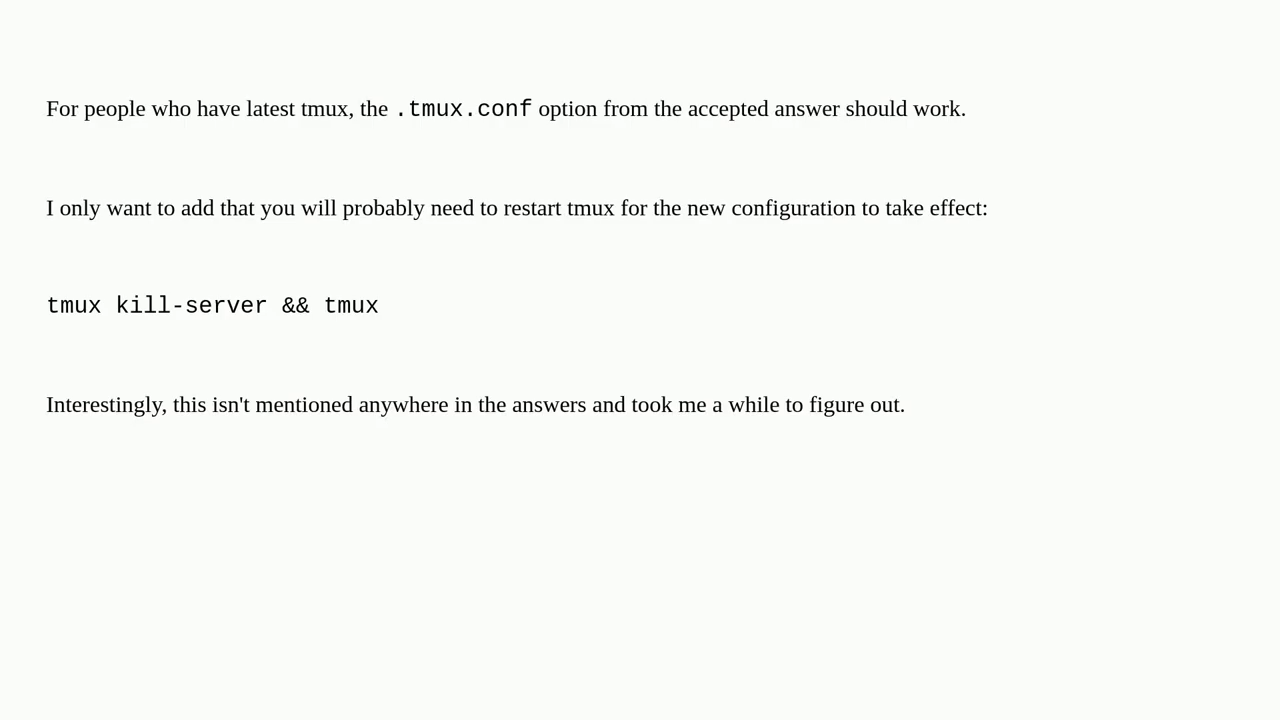 For people who have latest tmux, the .tmux.conf option from the accepted answer should work.
I only want to add that you will probably need to restart tmux for the new configuration to take effect:
tmux kill-server && tmux
Interestingly, this isn't mentioned anywhere in the answers and took me a while to figure out.